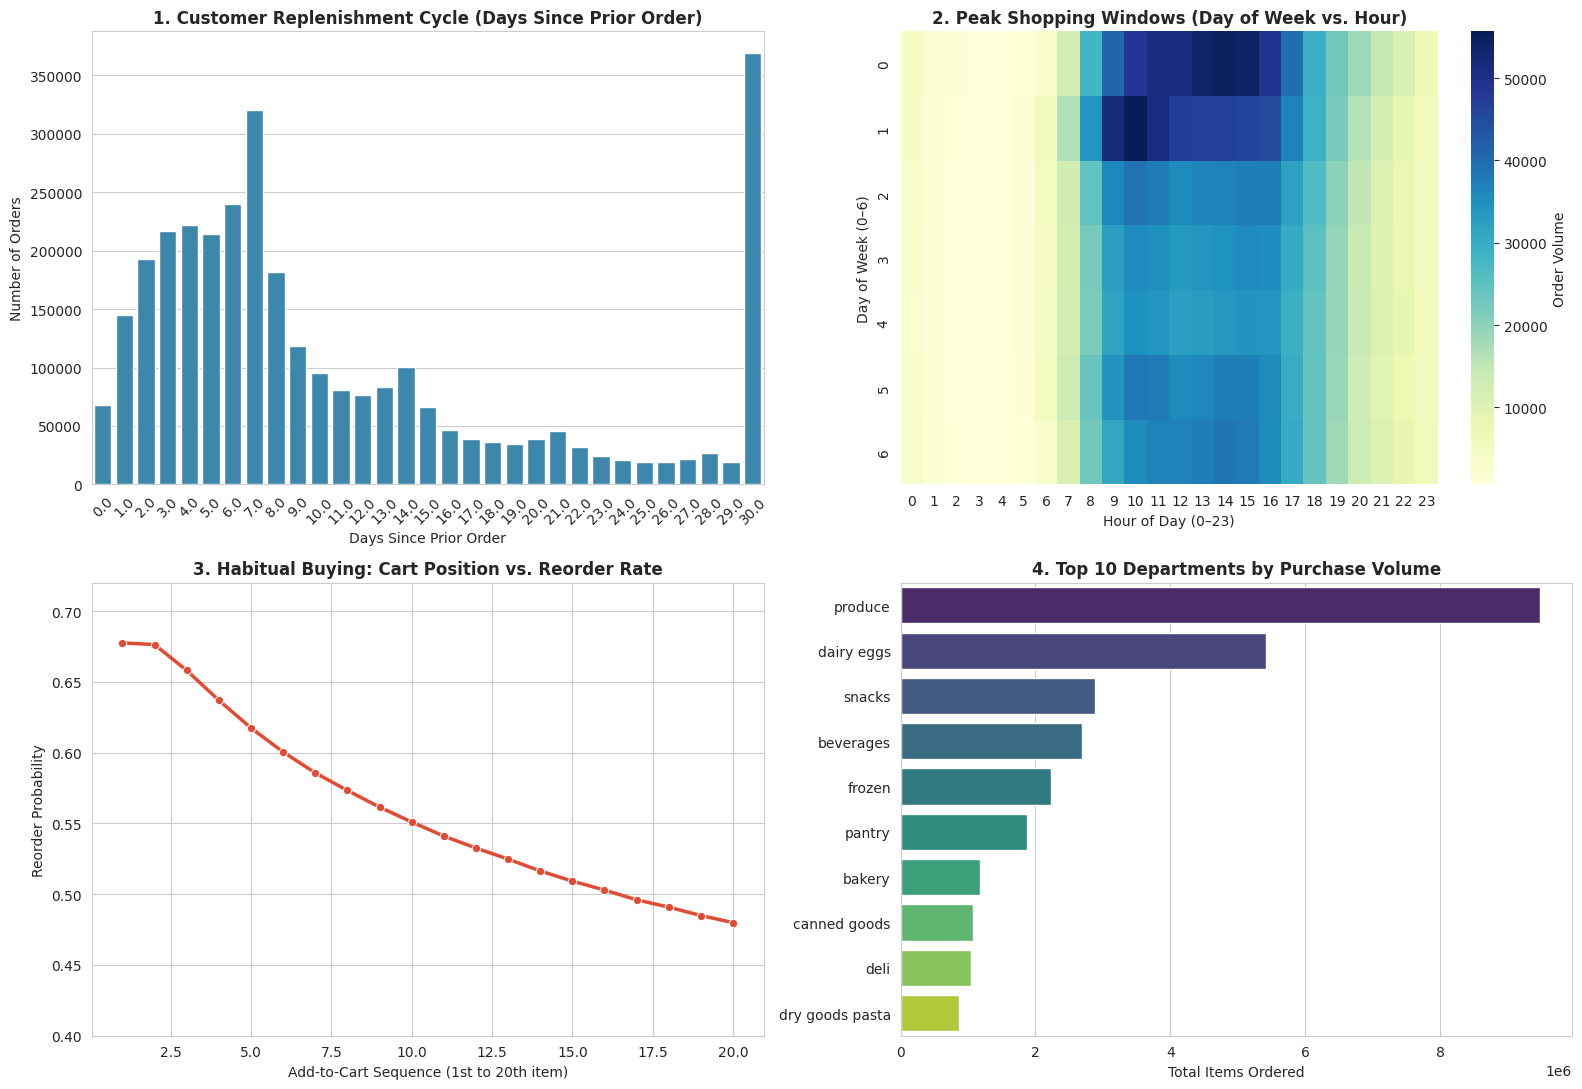 1. Customer Replenishment Cycle (Days Since Prior Order)
350000
300000
250000
200000
150000
100000
50000
0
Number of Orders
0.0 1.0 2.0 3.0 4.0 5.0 6.0 7.0 8.0 9.0 10.0 11.0 12.0 13.0 14.0 15.0 16.0 17.0 18.0 19.0 20.0 21.0 22.0 23.0 24.0 25.0 26.0 27.0 28.0 29.0 30.0
Days Since Prior Order
2. Peak Shopping Windows (Day of Week vs. Hour)
0
1
2
3
4
5
6
Day of Week (0–6)
0 1 2 3 4 5 6 7 8 9 10 11 12 13 14 15 16 17 18 19 20 21 22 23
Hour of Day (0–23)
50000
40000
30000
20000
10000
Order Volume
3. Habitual Buying: Cart Position vs. Reorder Rate
0.70
0.65
0.60
0.55
0.50
0.45
0.40
Reorder Probability
2.5 5.0 7.5 10.0 12.5 15.0 17.5 20.0
Add-to-Cart Sequence (1st to 20th item)
4. Top 10 Departments by Purchase Volume
produce
dairy eggs
snacks
beverages
frozen
pantry
bakery
canned goods
deli
dry goods pasta
0 2 4 6 8
1e6
Total Items Ordered